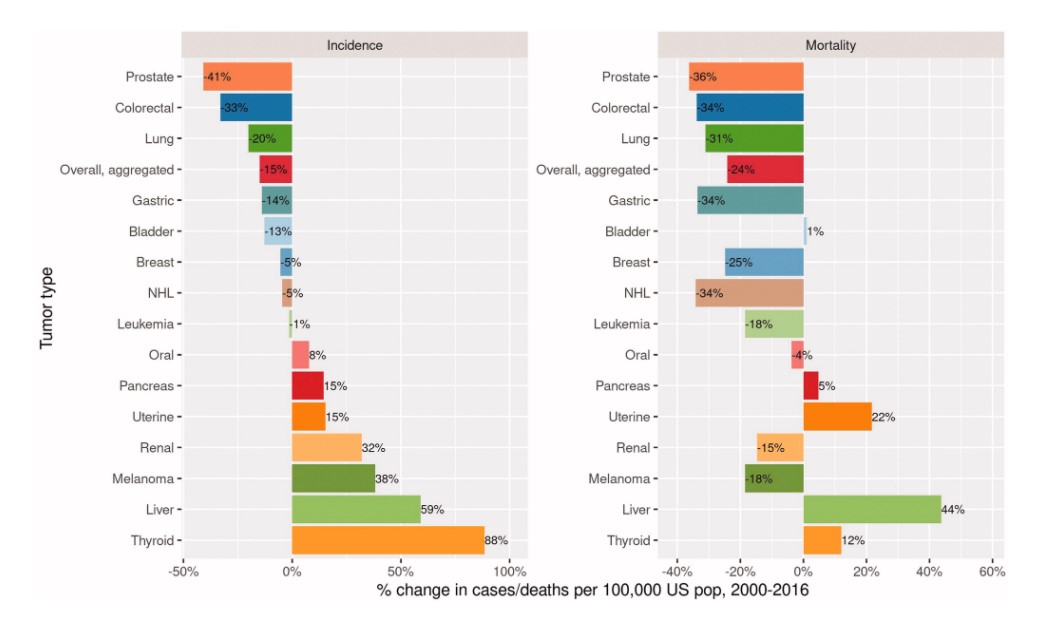 Incidence
Mortality
Tumor type
Prostate -41%
Colorectal -33%
Lung -20%
Overall, aggregated -15%
Gastric -14%
Bladder -13%
Breast -5%
NHL -5%
Leukemia -1%
Oral 8%
Pancreas 15%
Uterine 15%
Renal 32%
Melanoma 38%
Liver 59%
Thyroid 88%
-50% 0% 50% 100%
Prostate -36%
Colorectal -34%
Lung -31%
Overall, aggregated -24%
Gastric -34%
Bladder 1%
Breast -25%
NHL -34%
Leukemia -18%
Oral -4%
Pancreas 5%
Uterine 22%
Renal -15%
Melanoma -18%
Liver 44%
Thyroid 12%
-40% -20% 0% 20% 40% 60%
% change in cases/deaths per 100,000 US pop, 2000-2016